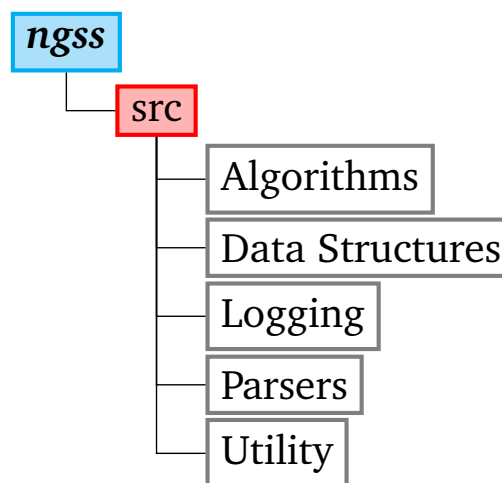 ngss
src
Algorithms
Data Structures
Logging
Parsers
Utility